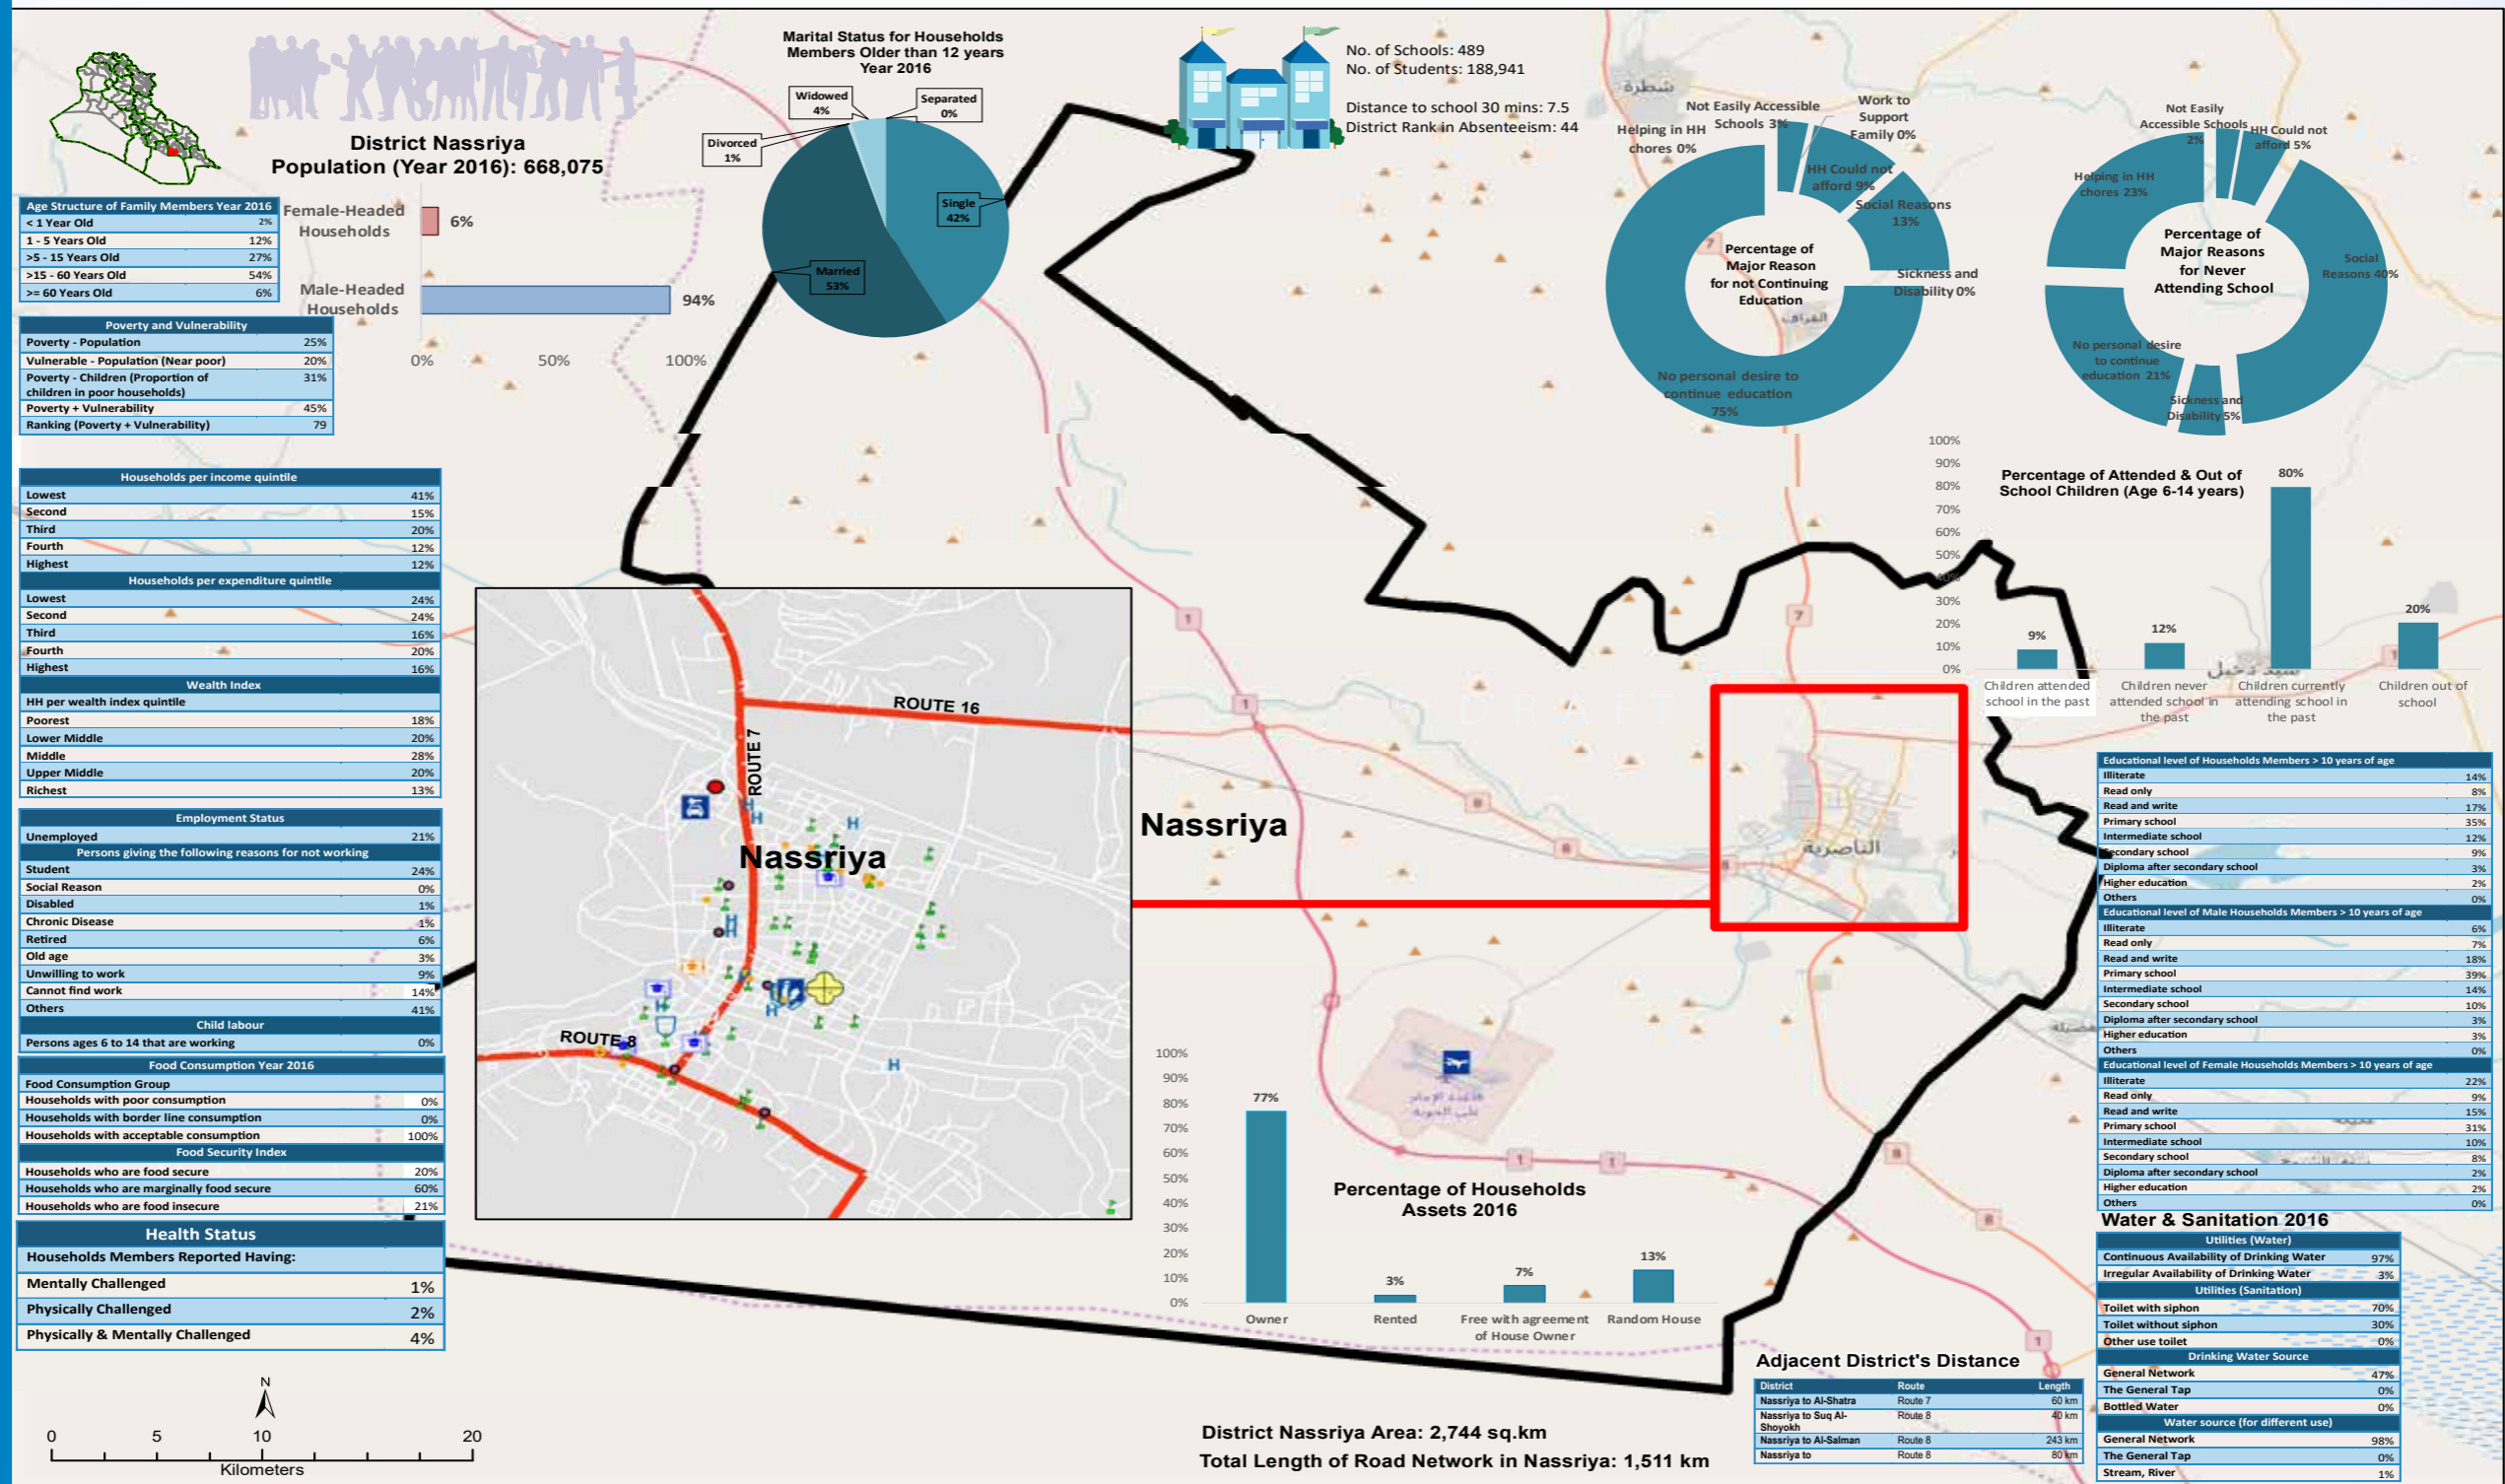 Marital Status for Households
Members Older than 12 years
Year 2016
Widowed
4%
Separated
0%
Divorced
1%
Single
42%
Married
53%
No. of Schools: 489
No. of Students: 188,941
Distance to school 30 mins: 7.5
District Rank in Absenteeism: 44
District Nassriya
Population (Year 2016): 668,075
Female-Headed
Households
6%
Male-Headed
Households
94%
0%
50%
100%
Age Structure of Family Members Year 2016
< 1 Year Old 2%
1 - 5 Years Old 12%
>5 - 15 Years Old 27%
>15 - 60 Years Old 54%
>= 60 Years Old 6%
Poverty and Vulnerability
Poverty - Population 25%
Vulnerable - Population (Near poor) 20%
Poverty - Children (Proportion of 31%
children in poor households)
Poverty + Vulnerability 45%
Ranking (Poverty + Vulnerability) 79
Households per income quintile
Lowest 41%
Second 15%
Third 20%
Fourth 12%
Highest 12%
Households per expenditure quintile
Lowest 24%
Second 24%
Third 16%
Fourth 20%
Highest 16%
Wealth Index
HH per wealth index quintile
Poorest 18%
Lower Middle 20%
Middle 28%
Upper Middle 20%
Richest 13%
Employment Status
Unemployed 21%
Persons giving the following reasons for not working
Student 24%
Social Reason 0%
Disabled 1%
Chronic Disease 1%
Retired 6%
Old age 3%
Unwilling to work 9%
Cannot find work 14%
Others 41%
Child labour
Persons ages 6 to 14 that are working 0%
Food Consumption Year 2016
Food Consumption Group
Households with poor consumption 0%
Households with border line consumption 0%
Households with acceptable consumption 100%
Food Security Index
Households who are food secure 20%
Households who are marginally food secure 60%
Households who are food insecure 21%
Health Status
Households Members Reported Having:
Mentally Challenged 1%
Physically Challenged 2%
Physically & Mentally Challenged 4%
N
0 5 10 20
Kilometers
ROUTE 16
ROUTE 7
Nassriya
H
H
H
H
H
H
H
ROUTE 8
Nassriya
DRAFT
شطرة
الناصرية
7
7
1
1
8
8
8
1
1
1
8
8
1
1
Not Easily Accessible
Schools 3%
Work to
Support
Family 0%
Helping in HH
chores 0%
HH Could not
afford 9%
Social Reasons
13%
Sickness and
Disability 0%
Percentage of
Major Reason
for not Continuing
Education
No personal desire to
continue education
75%
Not Easily
Accessible Schools
2%
HH Could not
afford 5%
Helping in HH
chores 23%
Percentage of
Major Reasons
for Never
Attending School
Social
Reasons 40%
No personal desire
to continue
education 21%
Sickness and
Disability 5%
Percentage of Attended & Out of
School Children (Age 6-14 years)
100%
90%
80%
70%
60%
50%
40%
30%
20%
10%
0%
9%
12%
80%
20%
Children attended
school in the past
Children never
attended school in
the past
Children currently
attending school in
the past
Children out of
school
Educational level of Households Members > 10 years of age
Illiterate 14%
Read only 8%
Read and write 17%
Primary school 35%
Intermediate school 12%
Secondary school 9%
Diploma after secondary school 3%
Higher education 2%
Others 0%
Educational level of Male Households Members > 10 years of age
Illiterate 6%
Read only 7%
Read and write 18%
Primary school 39%
Intermediate school 14%
Secondary school 10%
Diploma after secondary school 3%
Higher education 3%
Others 0%
Educational level of Female Households Members > 10 years of age
Illiterate 22%
Read only 9%
Read and write 15%
Primary school 31%
Intermediate school 10%
Secondary school 8%
Diploma after secondary school 2%
Higher education 2%
Others 0%
Percentage of Households
Assets 2016
100%
90%
80%
70%
60%
50%
40%
30%
20%
10%
0%
77%
3%
7%
13%
Owner
Rented
Free with agreement
of House Owner
Random House
Water & Sanitation 2016
Utilities (Water)
Continuous Availability of Drinking Water 97%
Irregular Availability of Drinking Water 3%
Utilities (Sanitation)
Toilet with siphon 70%
Toilet without siphon 30%
Other use toilet 0%
Drinking Water Source
General Network 47%
The General Tap 0%
Bottled Water 0%
Water source (for different use)
General Network 98%
The General Tap 0%
Stream, River 1%
Adjacent District's Distance
District Route Length
Nassriya to Al-Shatra Route 7 60 km
Nassriya to Suq Al- Route 8 40 km
Shoyokh
Nassriya to Al-Salman Route 8 243 km
Nassriya to Route 8 80 km
District Nassriya Area: 2,744 sq.km
Total Length of Road Network in Nassriya: 1,511 km